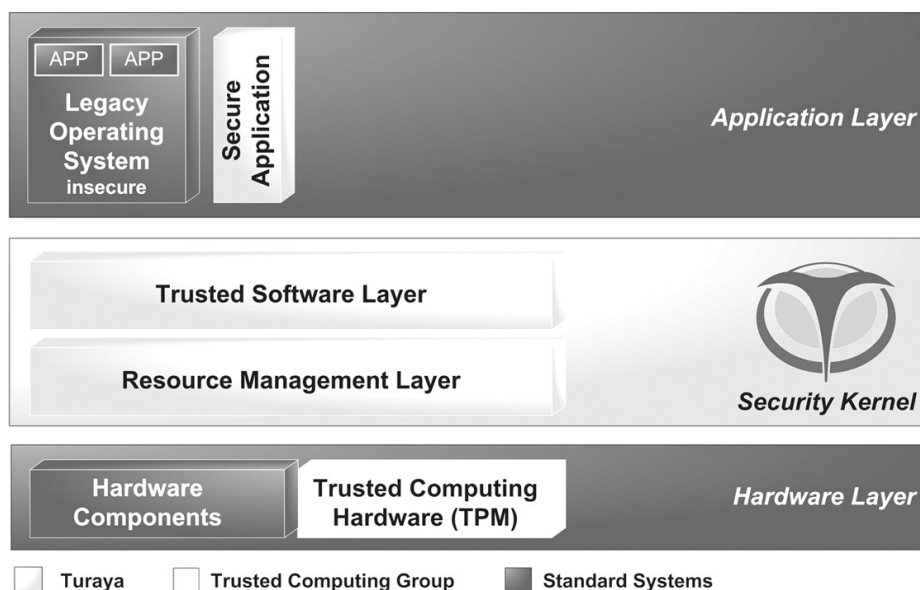 APP APP
Legacy
Operating
System
insecure
Secure
Application
Application Layer
Trusted Software Layer
Resource Management Layer
Security Kernel
Hardware
Components
Trusted Computing
Hardware (TPM)
Hardware Layer
Turaya Trusted Computing Group Standard Systems